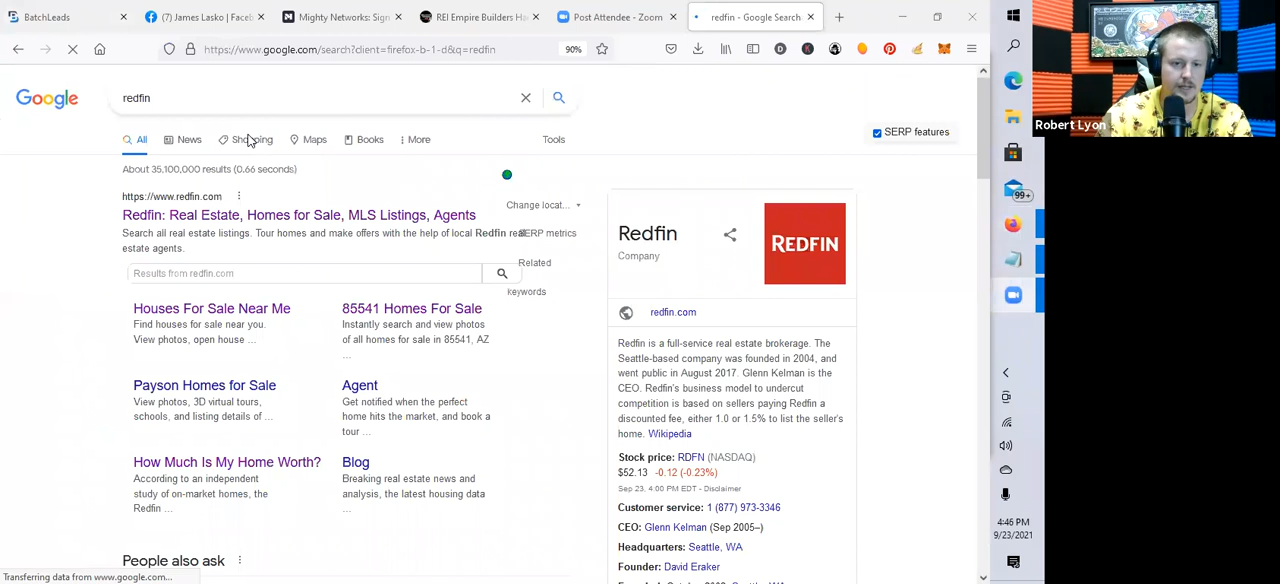 BatchLeads
(7) James Lasko | Faceb
Mighty Networks: Sign
REI Empire Builders Ha
Post Attendee - Zoom
redfin - Google Search
https://www.google.com/search?client=firefox-b-1-d&q=redfin
90%
Google
redfin
All
News
Shopping
Maps
Books
More
Tools
SERP features
About 35,100,000 results (0.66 seconds)
https://www.redfin.com
Redfin: Real Estate, Homes for Sale, MLS Listings, Agents
Search all real estate listings. Tour homes and make offers with the help of local Redfin real
estate agents.
Change locat...
SERP metrics
Related
keywords
Results from redfin.com
Houses For Sale Near Me
Find houses for sale near you.
View photos, open house ...
85541 Homes For Sale
Instantly search and view photos
of all homes for sale in 85541, AZ
...
Payson Homes for Sale
View photos, 3D virtual tours,
schools, and listing details of ...
Agent
Get notified when the perfect
home hits the market, and book a
tour ...
How Much Is My Home Worth?
According to an independent
study of on-market homes, the
Redfin ...
Blog
Breaking real estate news and
analysis, the latest housing data
...
People also ask
Transferring data from www.google.com...
Redfin
Company
REDFIN
redfin.com
Redfin is a full-service real estate brokerage. The
Seattle-based company was founded in 2004, and
went public in August 2017. Glenn Kelman is the
CEO. Redfin's business model to undercut
competition is based on sellers paying Redfin a
discounted fee, either 1.0 or 1.5% to list the seller's
home. Wikipedia
Stock price: RDFN (NASDAQ)
$52.13 -0.12 (-0.23%)
Sep 23, 4:00 PM EDT - Disclaimer
Customer service: 1 (877) 973-3346
CEO: Glenn Kelman (Sep 2005–)
Headquarters: Seattle, WA
Founder: David Eraker
99+
4:46 PM
9/23/2021
Robert Lyon